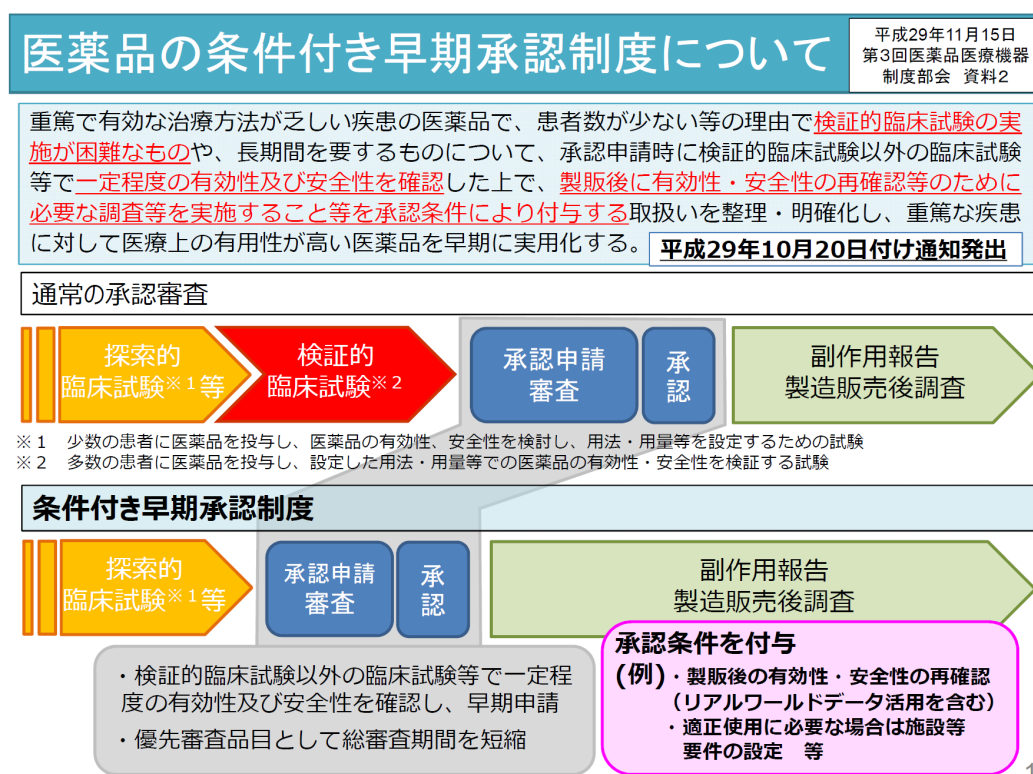 医薬品の条件付き早期承認制度について
平成29年11月15日
第3回医薬品医療機器
制度部会 資料2
重篤で有効な治療方法が乏しい疾患の医薬品で、患者数が少ない等の理由で検証的臨床試験の実
施が困難なものや、長期間を要するものについて、承認申請時に検証的臨床試験以外の臨床試験
等で一定程度の有効性及び安全性を確認した上で、製販後に有効性・安全性の再確認等のために
必要な調査等を実施すること等を承認条件により付与する取扱いを整理・明確化し、重篤な疾患
に対して医療上の有用性が高い医薬品を早期に実用化する。
平成29年10月20日付け通知発出
通常の承認審査
探索的
臨床試験※1等
検証的
臨床試験※2
承認申請
審査
承
認
副作用報告
製造販売後調査
※1 少数の患者に医薬品を投与し、医薬品の有効性、安全性を検討し、用法・用量等を設定するための試験
※2 多数の患者に医薬品を投与し、設定した用法・用量等での医薬品の有効性・安全性を検証する試験
条件付き早期承認制度
探索的
臨床試験※1等
承認申請
審査
承
認
副作用報告
製造販売後調査
・検証的臨床試験以外の臨床試験等で一定程
度の有効性及び安全性を確認し、早期申請
・優先審査品目として総審査期間を短縮
承認条件を付与
(例)・製販後の有効性・安全性の再確認
（リアルワールドデータ活用を含む）
・適正使用に必要な場合は施設等
要件の設定 等